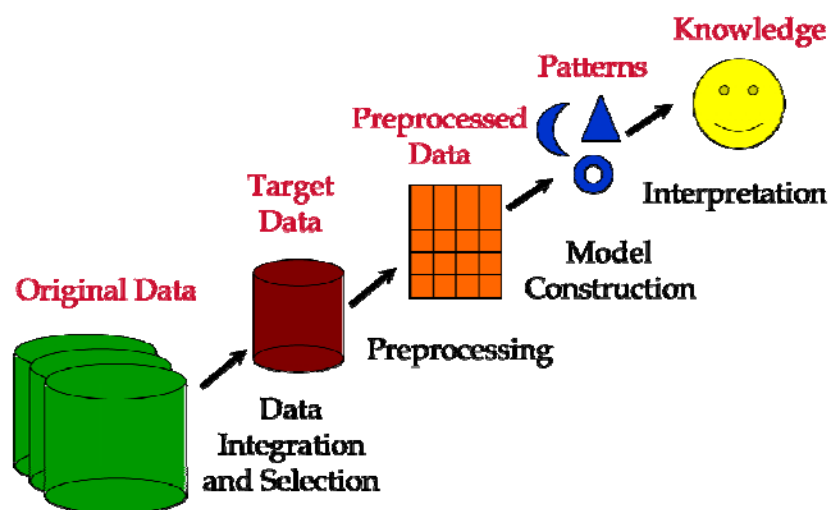 Knowledge
Patterns
Preprocessed
Data
Target
Data
Original Data
Interpretation
Model
Construction
Preprocessing
Data
Integration
and Selection